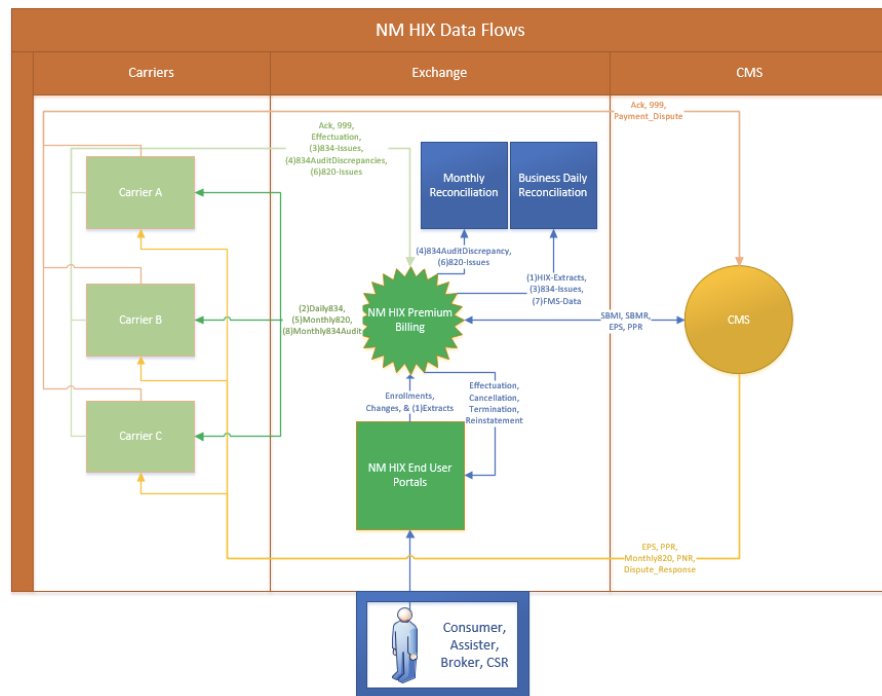 NM HIX Data Flows
Carriers
Exchange
CMS
Ack, 999,
Payment_Dispute
Ack, 999,
Effectuation,
(3)834-Issues,
(4)834AuditDiscrepancies,
(6)820-Issues
Monthly
Reconciliation
Business Daily
Reconciliation
Carrier A
(4)834AuditDiscrepancy,
(6)820-Issues
(1)HIX-Extracts,
(3)834-Issues,
(7)FMS-Data
Carrier B
(2)Daily834,
(5)Monthly820,
(8)Monthly834Audit
NM HIX Premium
Billing
SBMI, SBMR,
EPS, PPR
CMS
Enrollments,
Changes, & (1)Extracts
Effectuation,
Cancellation,
Termination,
Reinstatement
Carrier C
NM HIX End User
Portals
EPS, PPR,
Monthly820, PNR,
Dispute_Response
Consumer,
Assister,
Broker, CSR